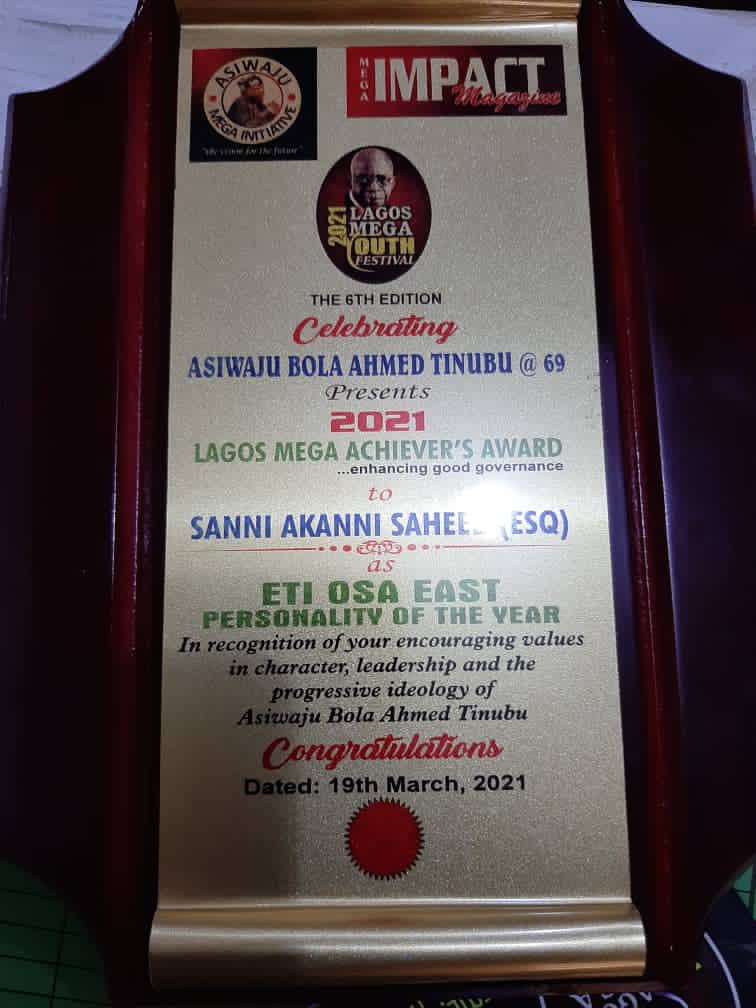 ASIWAJU
MEGA INITIATIVE
"the vision for the future"
MEGA IMPACT
Magazine
2021 LAGOS
MEGA
YOUTH
FESTIVAL
THE 6TH EDITION
Celebrating
ASIWAJU BOLA AHMED TINUBU @ 69
Presents
2021
LAGOS MEGA ACHIEVER'S AWARD
...enhancing good governance
to
SANNI AKANNI (ESQ)
as
ETI OSA EAST
PERSONALITY OF THE YEAR
In recognition of your encouraging values
in character, leadership and the
progressive ideology of
Asiwaju Bola Ahmed Tinubu
Congratulations
Dated: 19th March, 2021